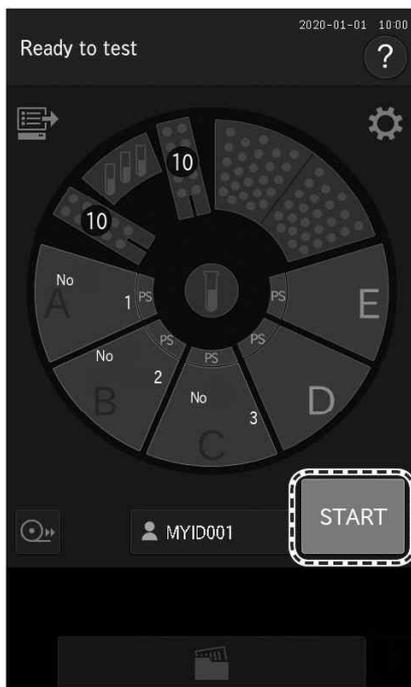 2020-01-01 10:00
Ready to test
?
10
10
No
A
1
PS
PS
E
No
B
2
PS
PS
PS
No
C
3
D
MYID001
START